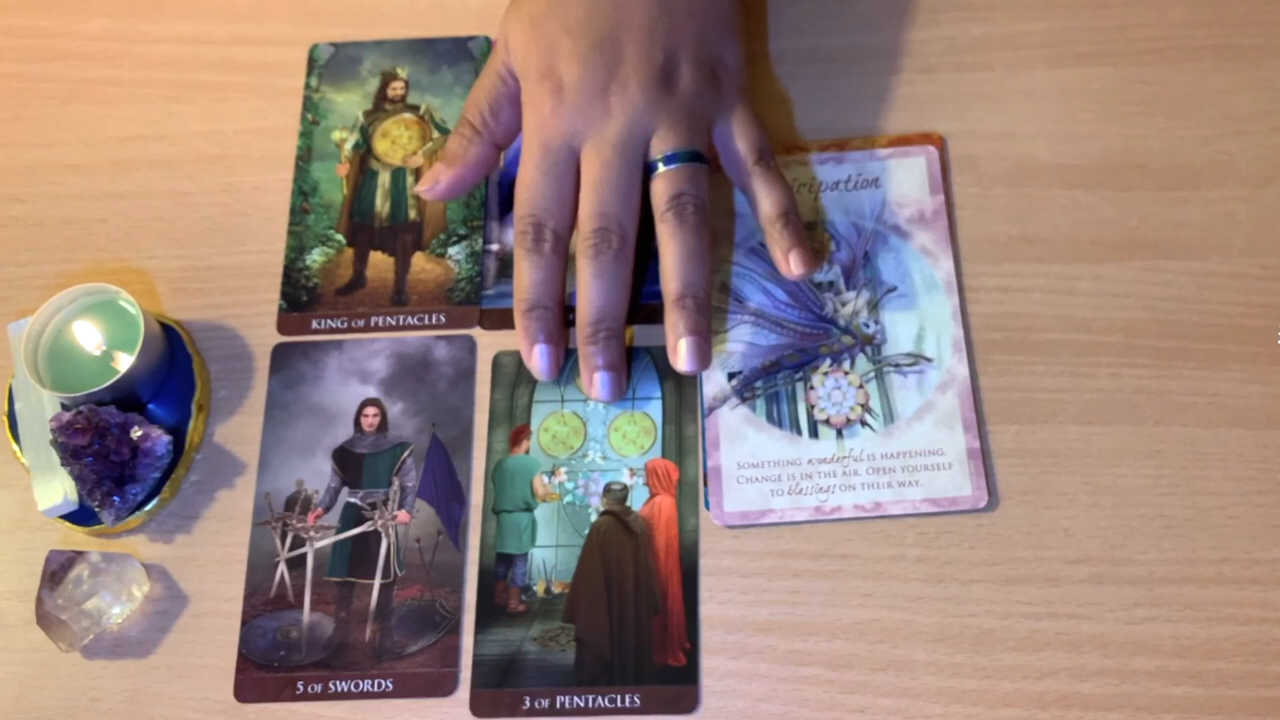 KING OF PENTACLES
5 OF SWORDS
3 OF PENTACLES
SOMETHING wonderful IS HAPPENING.
CHANGE IS IN THE AIR. OPEN YOURSELF
TO blessings ON THEIR WAY.